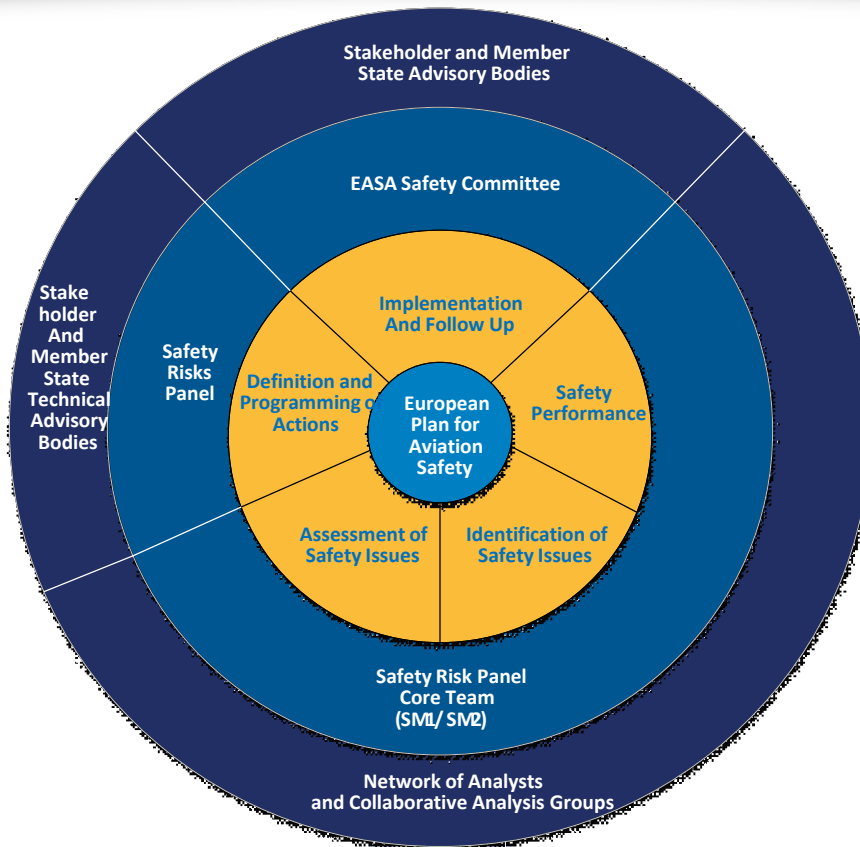 Stakeholder and Member
State Advisory Bodies
EASA Safety Committee
Implementation
And Follow Up
Stake
holder
And
Member
State
Technical
Advisory
Bodies
Safety
Risks
Panel
Definition and
Programming o
Actions
European
Plan for
Aviation
Safety
Safety
Performance
Assessment of
Safety Issues
Identification of
Safety Issues
Safety Risk Panel
Core Team
(SM1/ SM2)
Network of Analysts
and Collaborative Analysis Groups